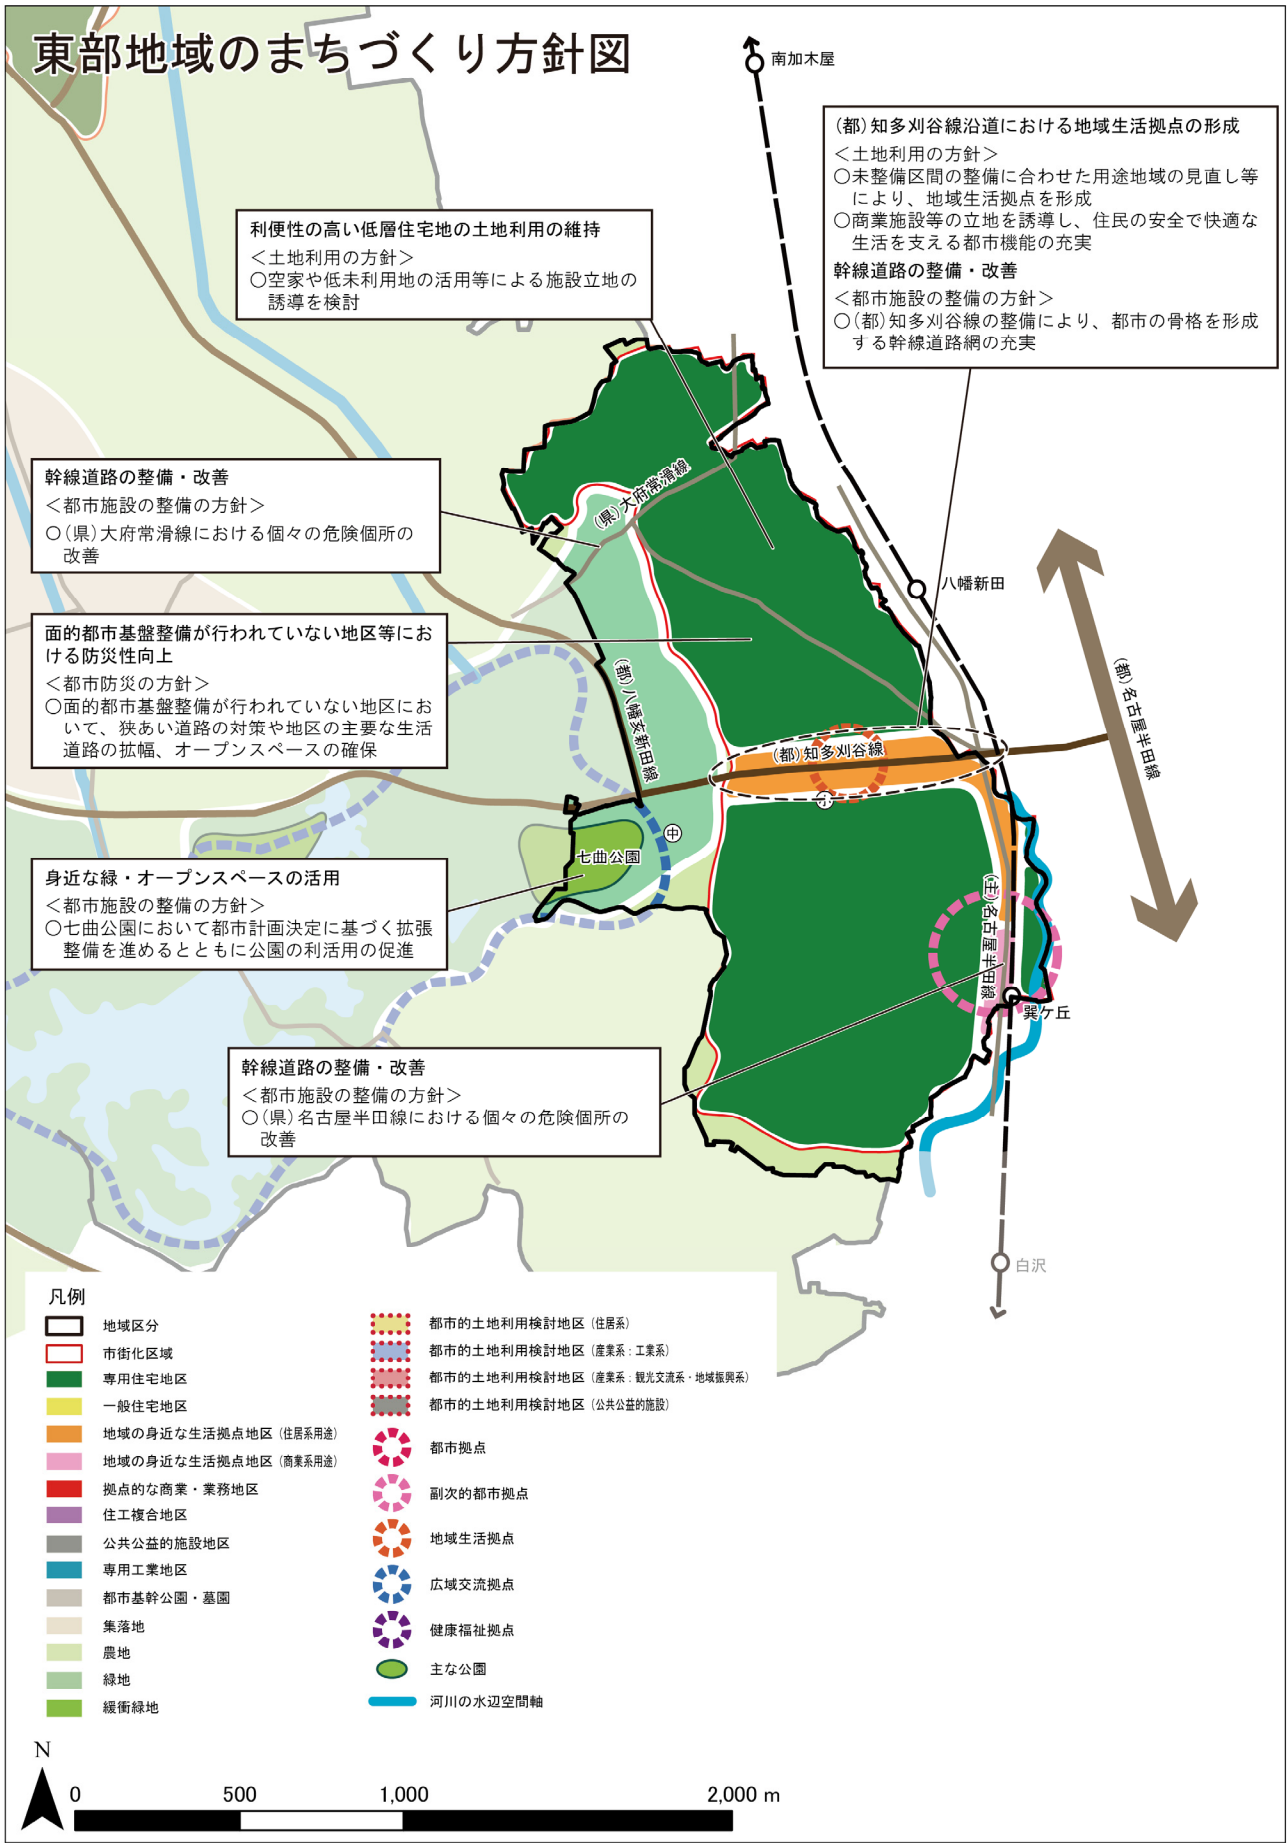 東部地域のまちづくり方針図
南加木屋
(都)知多刈谷線沿道における地域生活拠点の形成
＜土地利用の方針＞
○未整備区間の整備に合わせた用途地域の見直し等
により、地域生活拠点を形成
○商業施設等の立地を誘導し、住民の安全で快適な
生活を支える都市機能の充実
幹線道路の整備・改善
＜都市施設の整備の方針＞
○(都)知多刈谷線の整備により、都市の骨格を形成
する幹線道路網の充実
利便性の高い低層住宅地の土地利用の維持
＜土地利用の方針＞
○空家や低未利用地の活用等による施設立地の
誘導を検討
幹線道路の整備・改善
＜都市施設の整備の方針＞
○(県)大府常滑線における個々の危険個所の
改善
(県)大府常滑線
八幡新田
面的都市基盤整備が行われていない地区等にお
ける防災性向上
＜都市防災の方針＞
○面的都市基盤整備が行われていない地区にお
いて、狭あい道路の対策や地区の主要な生活
道路の拡幅、オープンスペースの確保
(都)八幡亥新田線
(都)名古屋半田線
(都)知多刈谷線
小
中
七曲公園
身近な緑・オープンスペースの活用
＜都市施設の整備の方針＞
○七曲公園において都市計画決定に基づく拡張
整備を進めるとともに公園の利活用の促進
(主)名古屋半田線
巽ケ丘
幹線道路の整備・改善
＜都市施設の整備の方針＞
○(県)名古屋半田線における個々の危険個所の
改善
白沢
凡例
地域区分
市街化区域
専用住宅地区
一般住宅地区
地域の身近な生活拠点地区(住居系用途)
地域の身近な生活拠点地区(商業系用途)
拠点的な商業・業務地区
住工複合地区
公共公益的施設地区
専用工業地区
都市基幹公園・墓園
集落地
農地
緑地
緩衝緑地
都市的土地利用検討地区(住居系)
都市的土地利用検討地区(産業系：工業系)
都市的土地利用検討地区(産業系：観光交流系・地域振興系)
都市的土地利用検討地区(公共公益的施設)
都市拠点
副次的都市拠点
地域生活拠点
広域交流拠点
健康福祉拠点
主な公園
河川の水辺空間軸
N
0 500 1,000 2,000 m